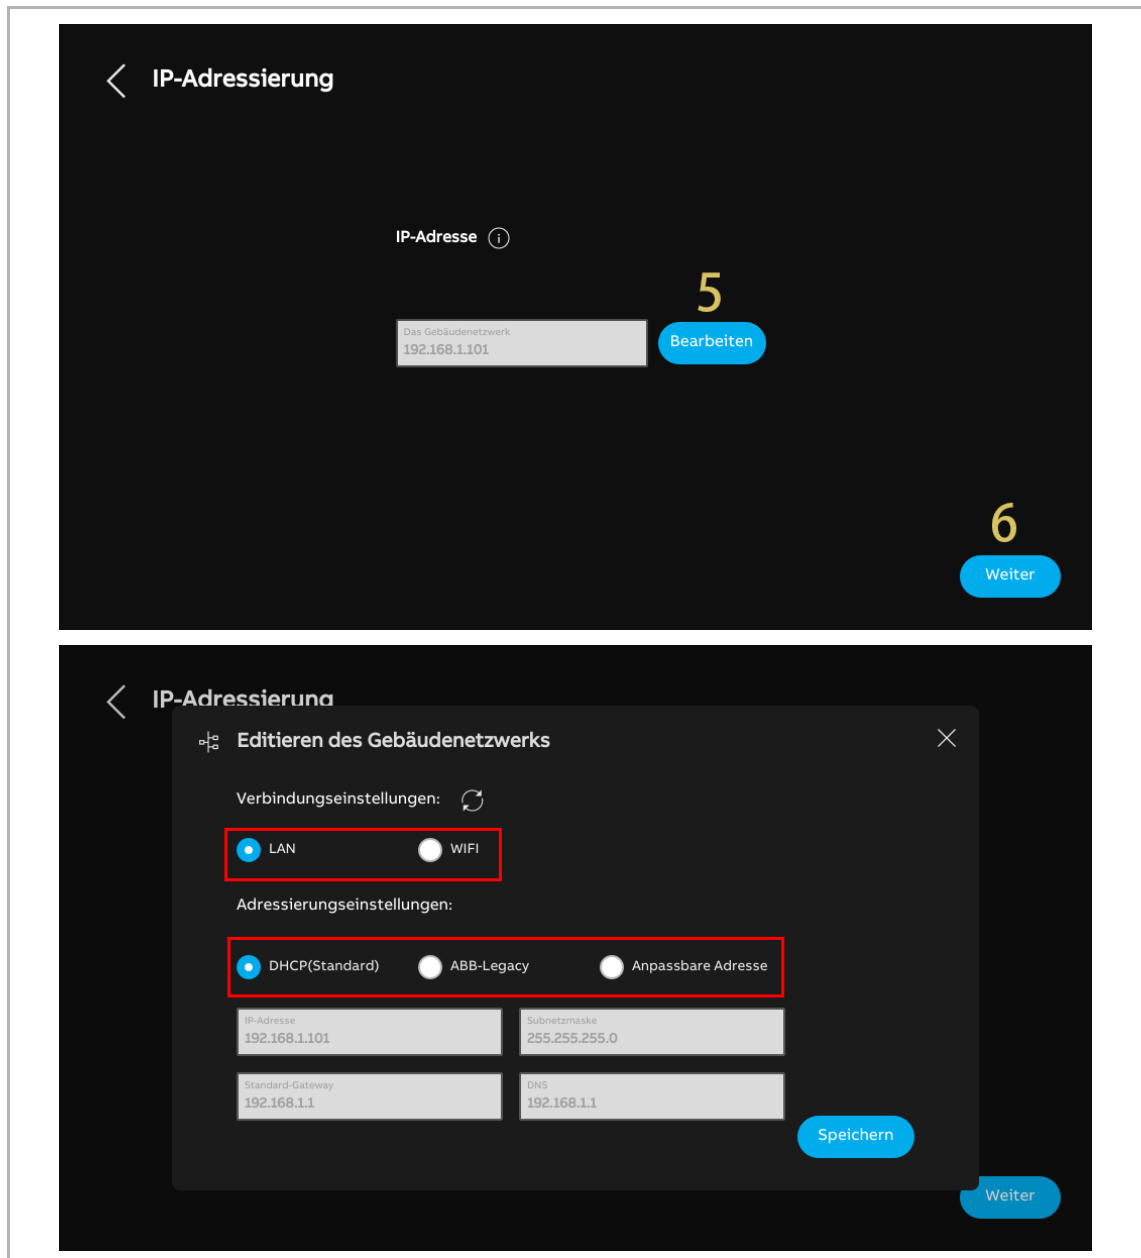 IP-Adressierung
IP-Adresse
5
Das Gebäudenetzwerk
192.168.1.101
Bearbeiten
6
Weiter
IP-Adressierung
Editieren des Gebäudenetzwerks
Verbindungseinstellungen:
LAN WIFI
Adressierungseinstellungen:
DHCP(Standard) ABB-Legacy Anpassbare Adresse
IP-Adresse Subnetzmaske
192.168.1.101 255.255.255.0
Standard-Gateway DNS
192.168.1.1 192.168.1.1
Speichern
Weiter